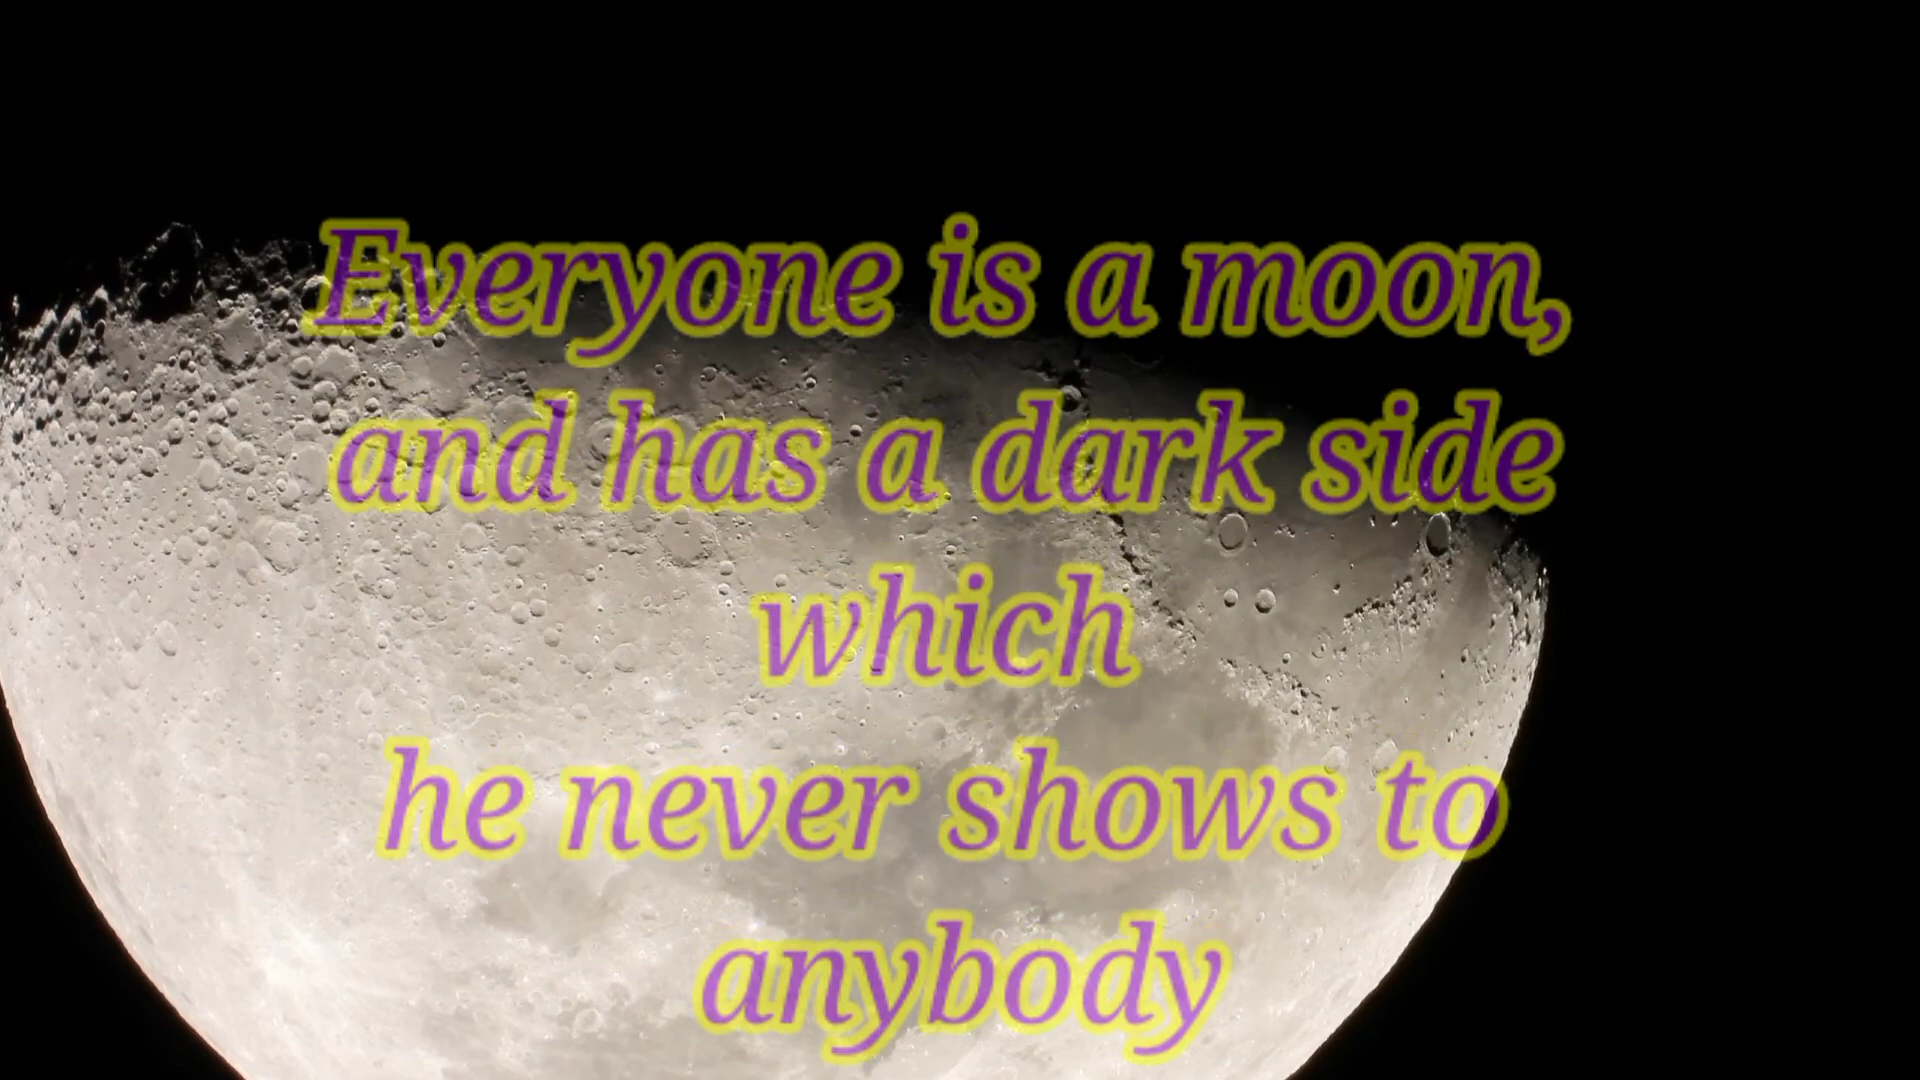 Everyone is a moon,
and has a dark side
which
he never shows to
anybody